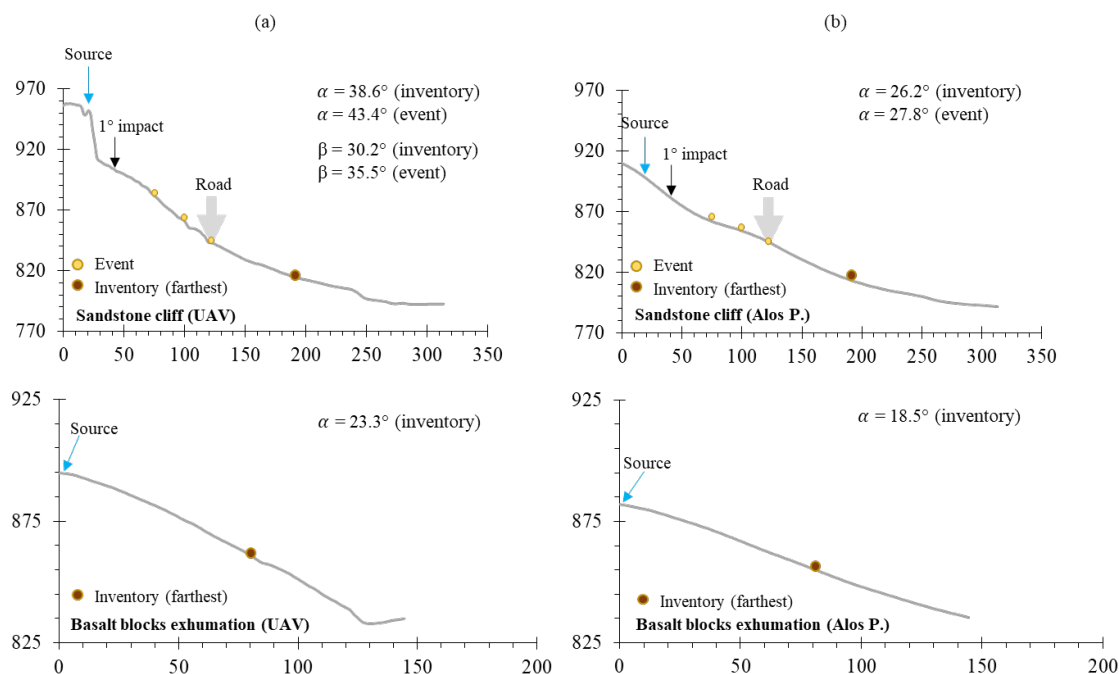 (a)
Source
970
920
870
820
770
1° impact
Road
α = 38.6° (inventory)
α = 43.4° (event)
β = 30.2° (inventory)
β = 35.5° (event)
Event
Inventory (farthest)
Sandstone cliff (UAV)
0 50 100 150 200 250 300 350
(b)
Source
970
920
870
820
770
1° impact
Road
α = 26.2° (inventory)
α = 27.8° (event)
Event
Inventory (farthest)
Sandstone cliff (Alos P.)
0 50 100 150 200 250 300 350
925
875
825
Source
α = 23.3° (inventory)
Inventory (farthest)
Basalt blocks exhumation (UAV)
0 50 100 150 200
925
875
825
Source
α = 18.5° (inventory)
Inventory (farthest)
Basalt blocks exhumation (Alos P.)
0 50 100 150 200